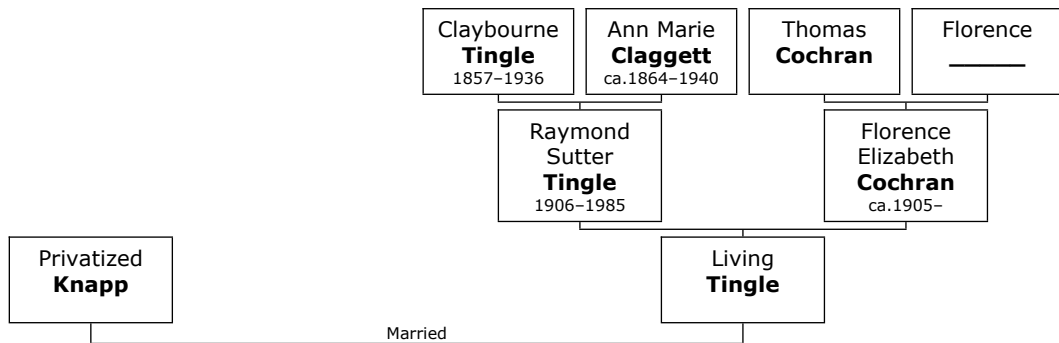 Claybourne
Tingle
1857–1936
Ann Marie
Claggett
ca.1864–1940
Thomas
Cochran
Florence
______
Raymond
Sutter
Tingle
1906–1985
Florence
Elizabeth
Cochran
ca.1905–
Privatized
Knapp
Living
Tingle
Married